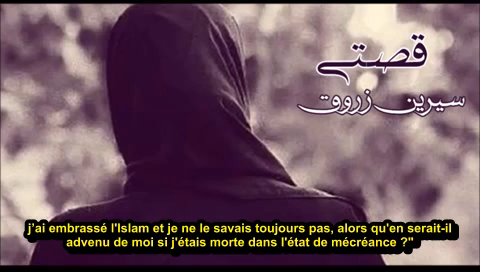 قصتي
سيرين زروق
j'ai embrassé l'Islam et je ne le savais toujours pas, alors qu'en serait-il
advenu de moi si j'étais morte dans l'état de mécréance ?"